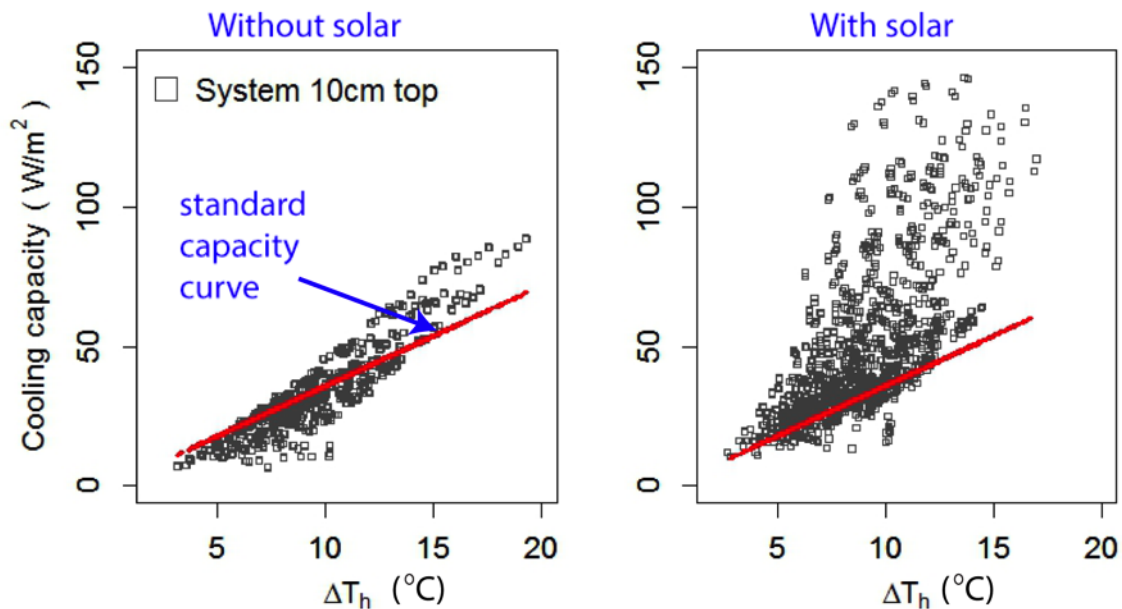 Without solar
With solar
System 10cm top
standard
capacity
curve
Cooling capacity ( W/m²)
0
50
100
150
5
10
15
20
ΔTₕ (°C)
0
50
100
150
5
10
15
20
ΔTₕ (°C)